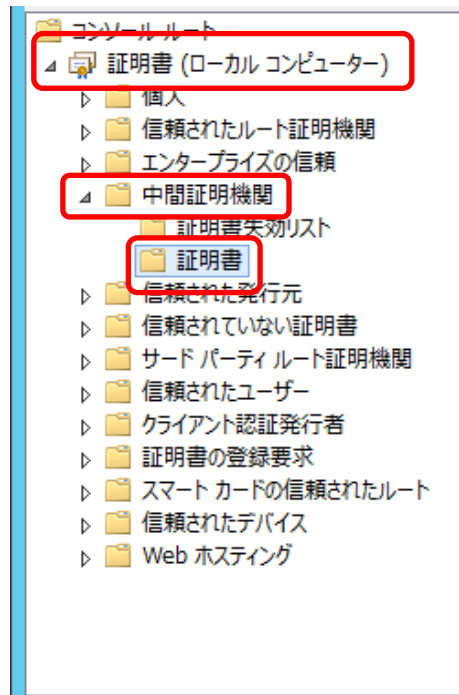 コンソール ルート
証明書 (ローカル コンピューター)
個人
信頼されたルート証明機関
エンタープライズの信頼
中間証明機関
証明書失効リスト
証明書
信頼された発行元
信頼されていない証明書
サード パーティ ルート証明機関
信頼されたユーザー
クライアント認証発行者
証明書の登録要求
スマート カードの信頼されたルート
信頼されたデバイス
Web ホスティング